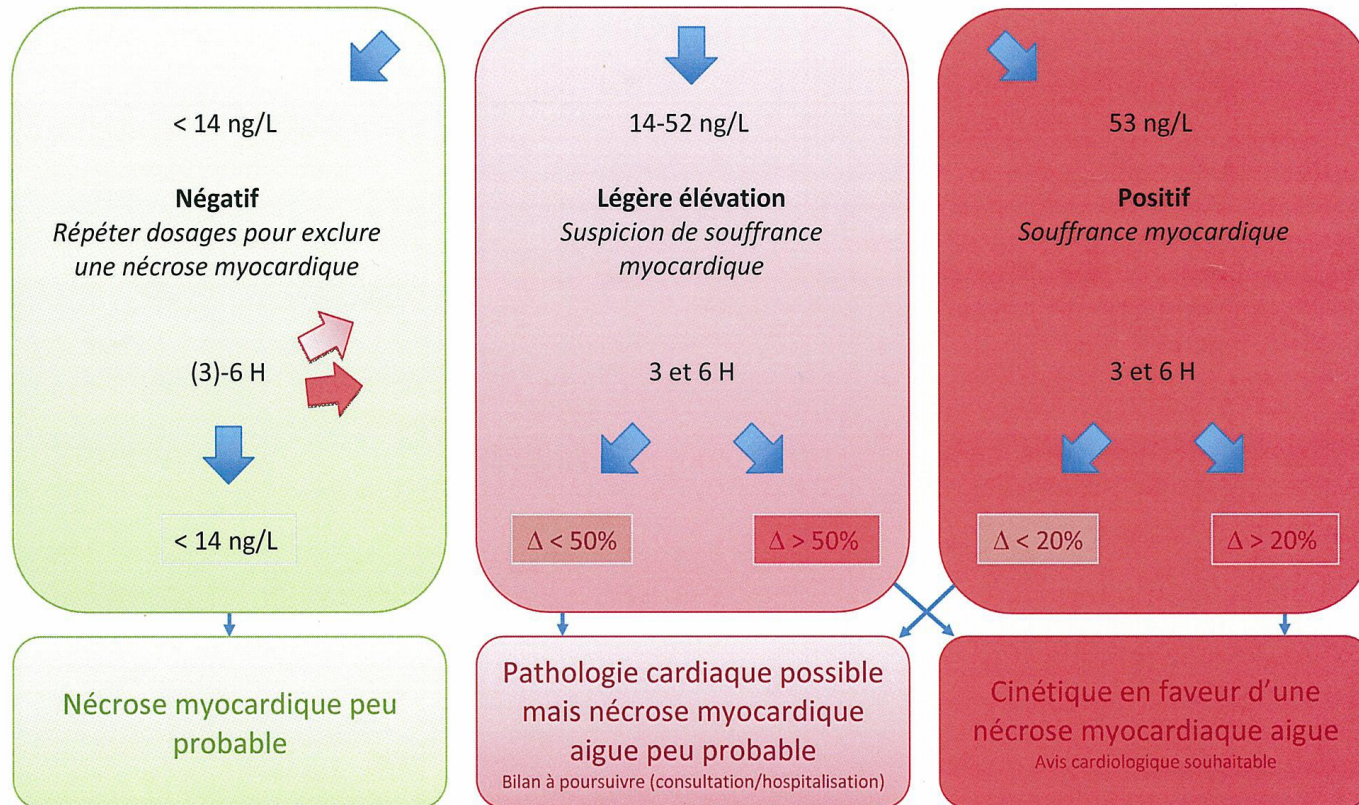 < 14 ng/L
Négatif
Répéter dosages pour exclure
une nécrose myocardique
(3)-6 H
< 14 ng/L
Nécrose myocardique peu
probable
14-52 ng/L
Légère élévation
Suspicion de souffrance
myocardique
3 et 6 H
Δ < 50%
Δ > 50%
Pathologie cardiaque possible
mais nécrose myocardique
aigue peu probable
Bilan à poursuivre (consultation/hospitalisation)
53 ng/L
Positif
Souffrance myocardique
3 et 6 H
Δ < 20%
Δ > 20%
Cinétique en faveur d’une
nécrose myocardiaque aigue
Avis cardiologique souhaitable